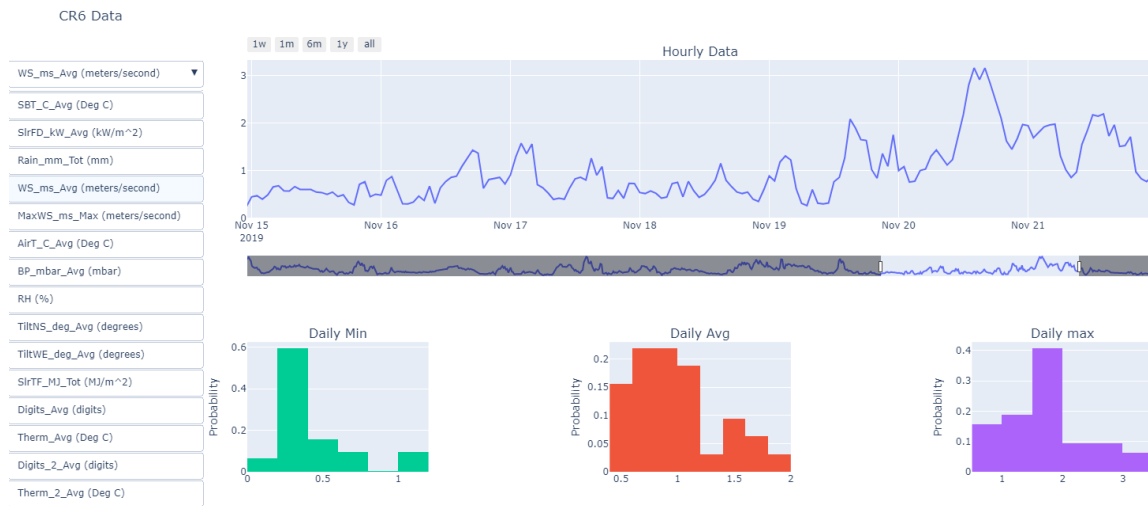 CR6 Data
1w 1m 6m 1y all
Hourly Data
WS_ms_Avg (meters/second) ▼
SBT_C_Avg (Deg C)
SlrFD_kW_Avg (kW/m^2)
Rain_mm_Tot (mm)
WS_ms_Avg (meters/second)
MaxWS_ms_Max (meters/second)
AirT_C_Avg (Deg C)
BP_mbar_Avg (mbar)
RH (%)
TiltNS_deg_Avg (degrees)
TiltWE_deg_Avg (degrees)
SlrTF_MJ_Tot (MJ/m^2)
Digits_Avg (digits)
Therm_Avg (Deg C)
Digits_2_Avg (digits)
Therm_2_Avg (Deg C)
3
2
1
0
Nov 15 Nov 16 Nov 17 Nov 18 Nov 19 Nov 20 Nov 21
2019
Daily Min
Probability
0.6
0.4
0.2
0
0 0.5 1
Daily Avg
Probability
0.2
0.15
0.1
0.05
0
0.5 1 1.5 2
Daily max
Probability
0.4
0.3
0.2
0.1
0
1 2 3